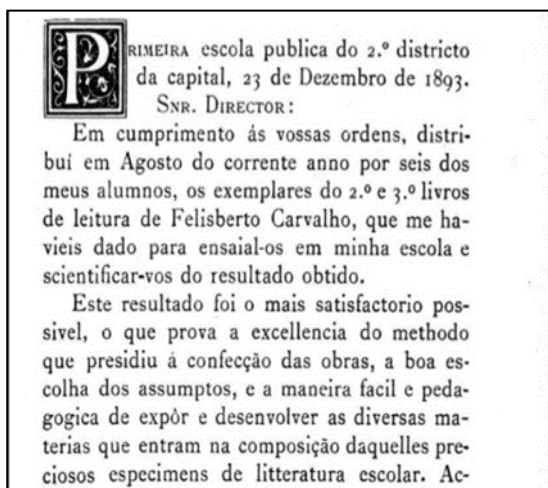 PRIMEIRA escola publica do 2.º districto
da capital, 23 de Dezembro de 1893.
SNR. DIRECTOR:
Em cumprimento ás vossas ordens, distri-
bui em Agosto do corrente anno por seis dos
meus alumnos, os exemplares do 2.º e 3.º livros
de leitura de Felisberto Carvalho, que me ha-
vieis dado para ensaial-os em minha escola e
scientificar-vos do resultado obtido.
Este resultado foi o mais satisfactorio pos-
sivel, o que prova a excellencia do methodo
que presidiu á confecção das obras, a boa es-
colha dos assumptos, e a maneira facil e peda-
gogica de expôr e desenvolver as diversas ma-
terias que entram na composição daquelles pre-
ciosos especimens de litteratura escolar. Ac-